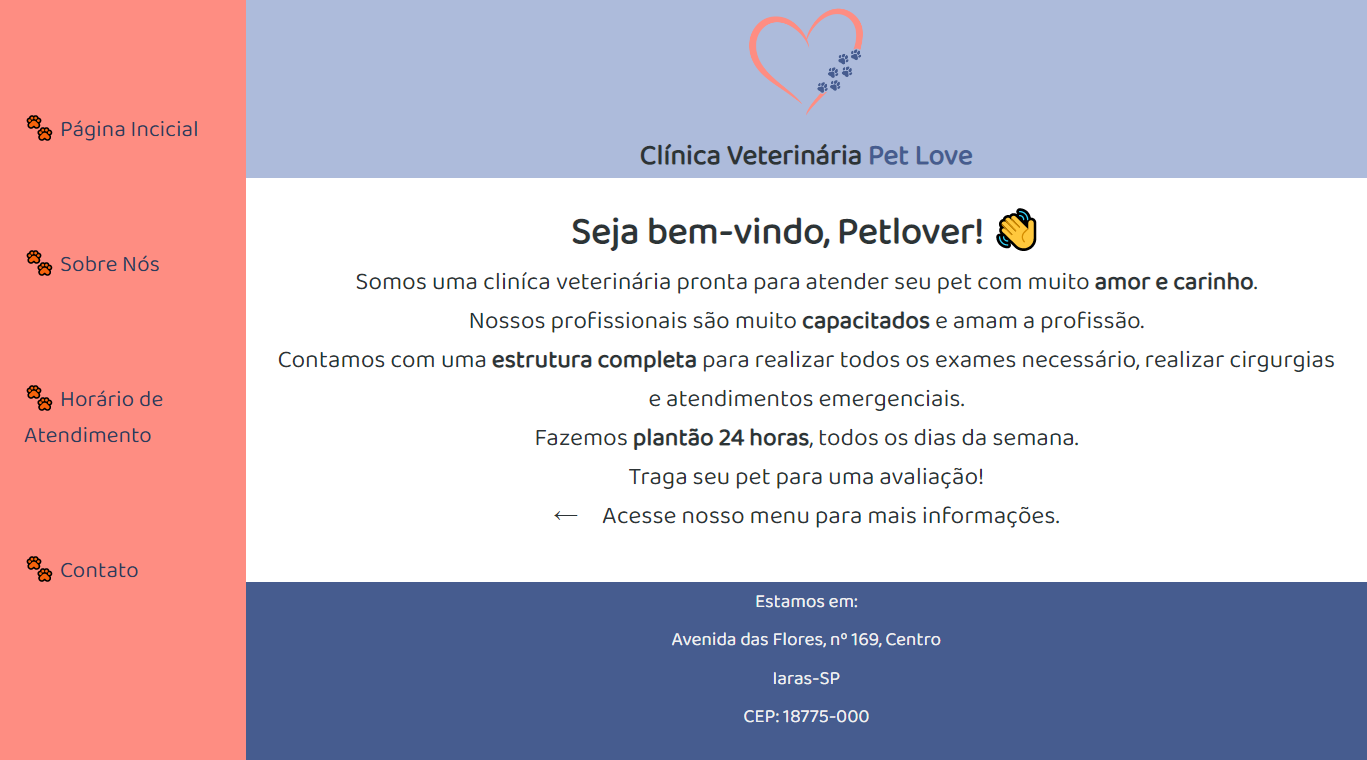 🐾 Página Incicial
🐾 Sobre Nós
🐾 Horário de
Atendimento
🐾 Contato
Clínica Veterinária Pet Love
Seja bem-vindo, Petlover! 👋
Somos uma cliníca veterinária pronta para atender seu pet com muito amor e carinho.
Nossos profissionais são muito capacitados e amam a profissão.
Contamos com uma estrutura completa para realizar todos os exames necessário, realizar cirgurgias
e atendimentos emergenciais.
Fazemos plantão 24 horas, todos os dias da semana.
Traga seu pet para uma avaliação!
← Acesse nosso menu para mais informações.
Estamos em:
Avenida das Flores, nº 169, Centro
Iaras-SP
CEP: 18775-000